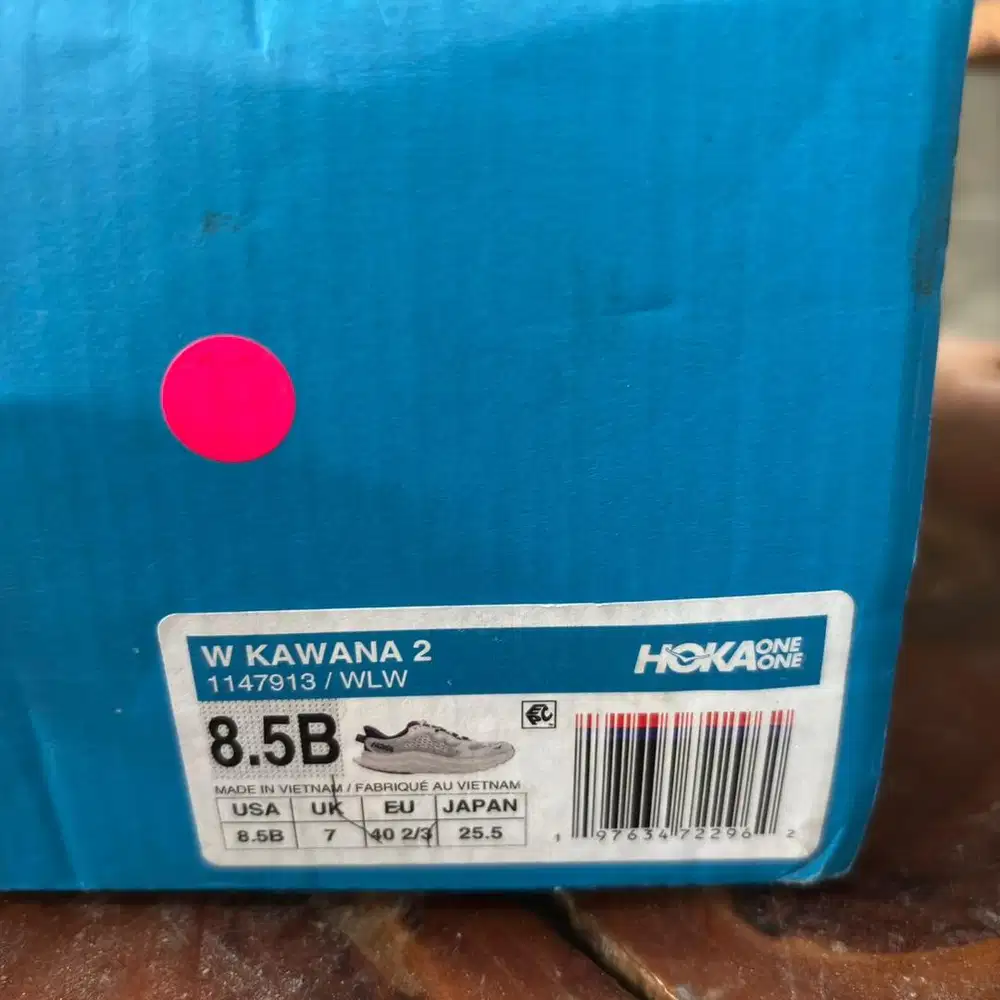 W KAWANA 2
1147913 / WLW
HOKA ONE ONE
8.5B
MADE IN VIETNAM / FABRIQUÉ AU VIETNAM
USA UK EU JAPAN
8.5B 7 40 2/3 25.5
1 97634 72296 2